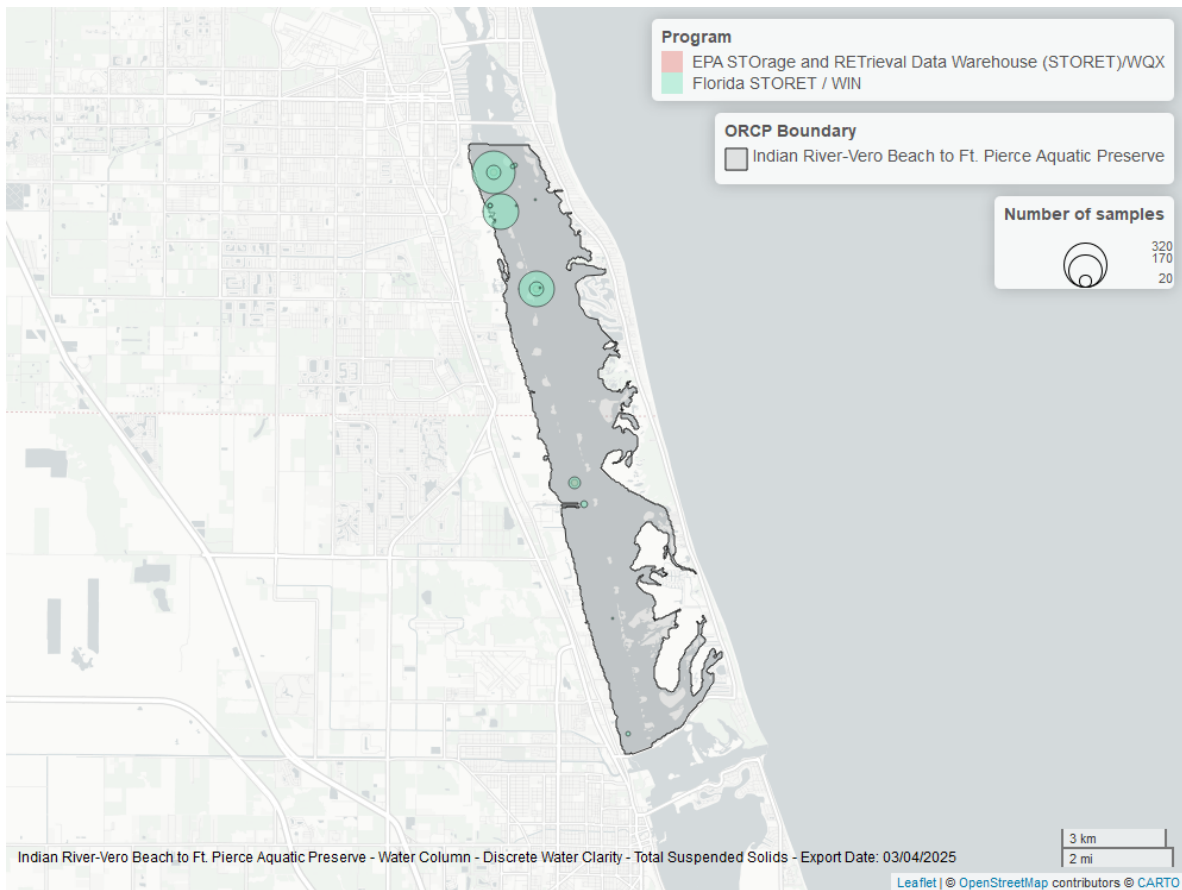 Program
EPA STOrage and RETrieval Data Warehouse (STORET)/WQX
Florida STORET / WIN
ORCP Boundary
Indian River-Vero Beach to Ft. Pierce Aquatic Preserve
Number of samples
320
170
20
3 km
2 mi
Indian River-Vero Beach to Ft. Pierce Aquatic Preserve - Water Column - Discrete Water Clarity - Total Suspended Solids - Export Date: 03/04/2025
Leaflet | © OpenStreetMap contributors © CARTO